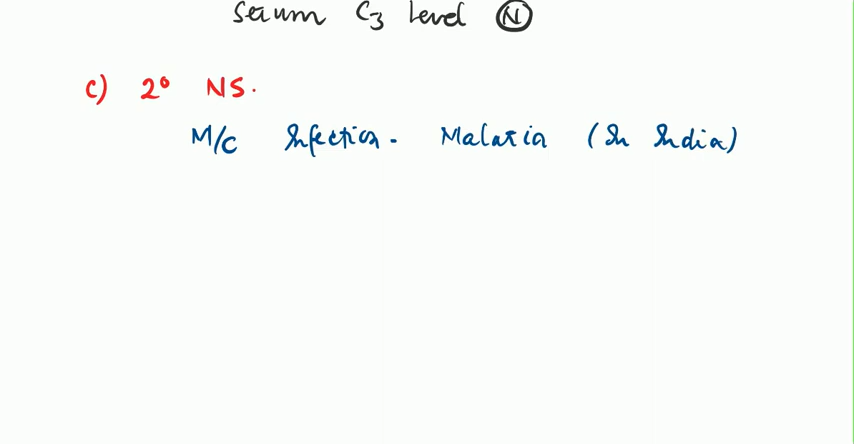 Serum C3 Level Ⓝ
c) 2° NS.
M/C Infection - Malaria (In India)